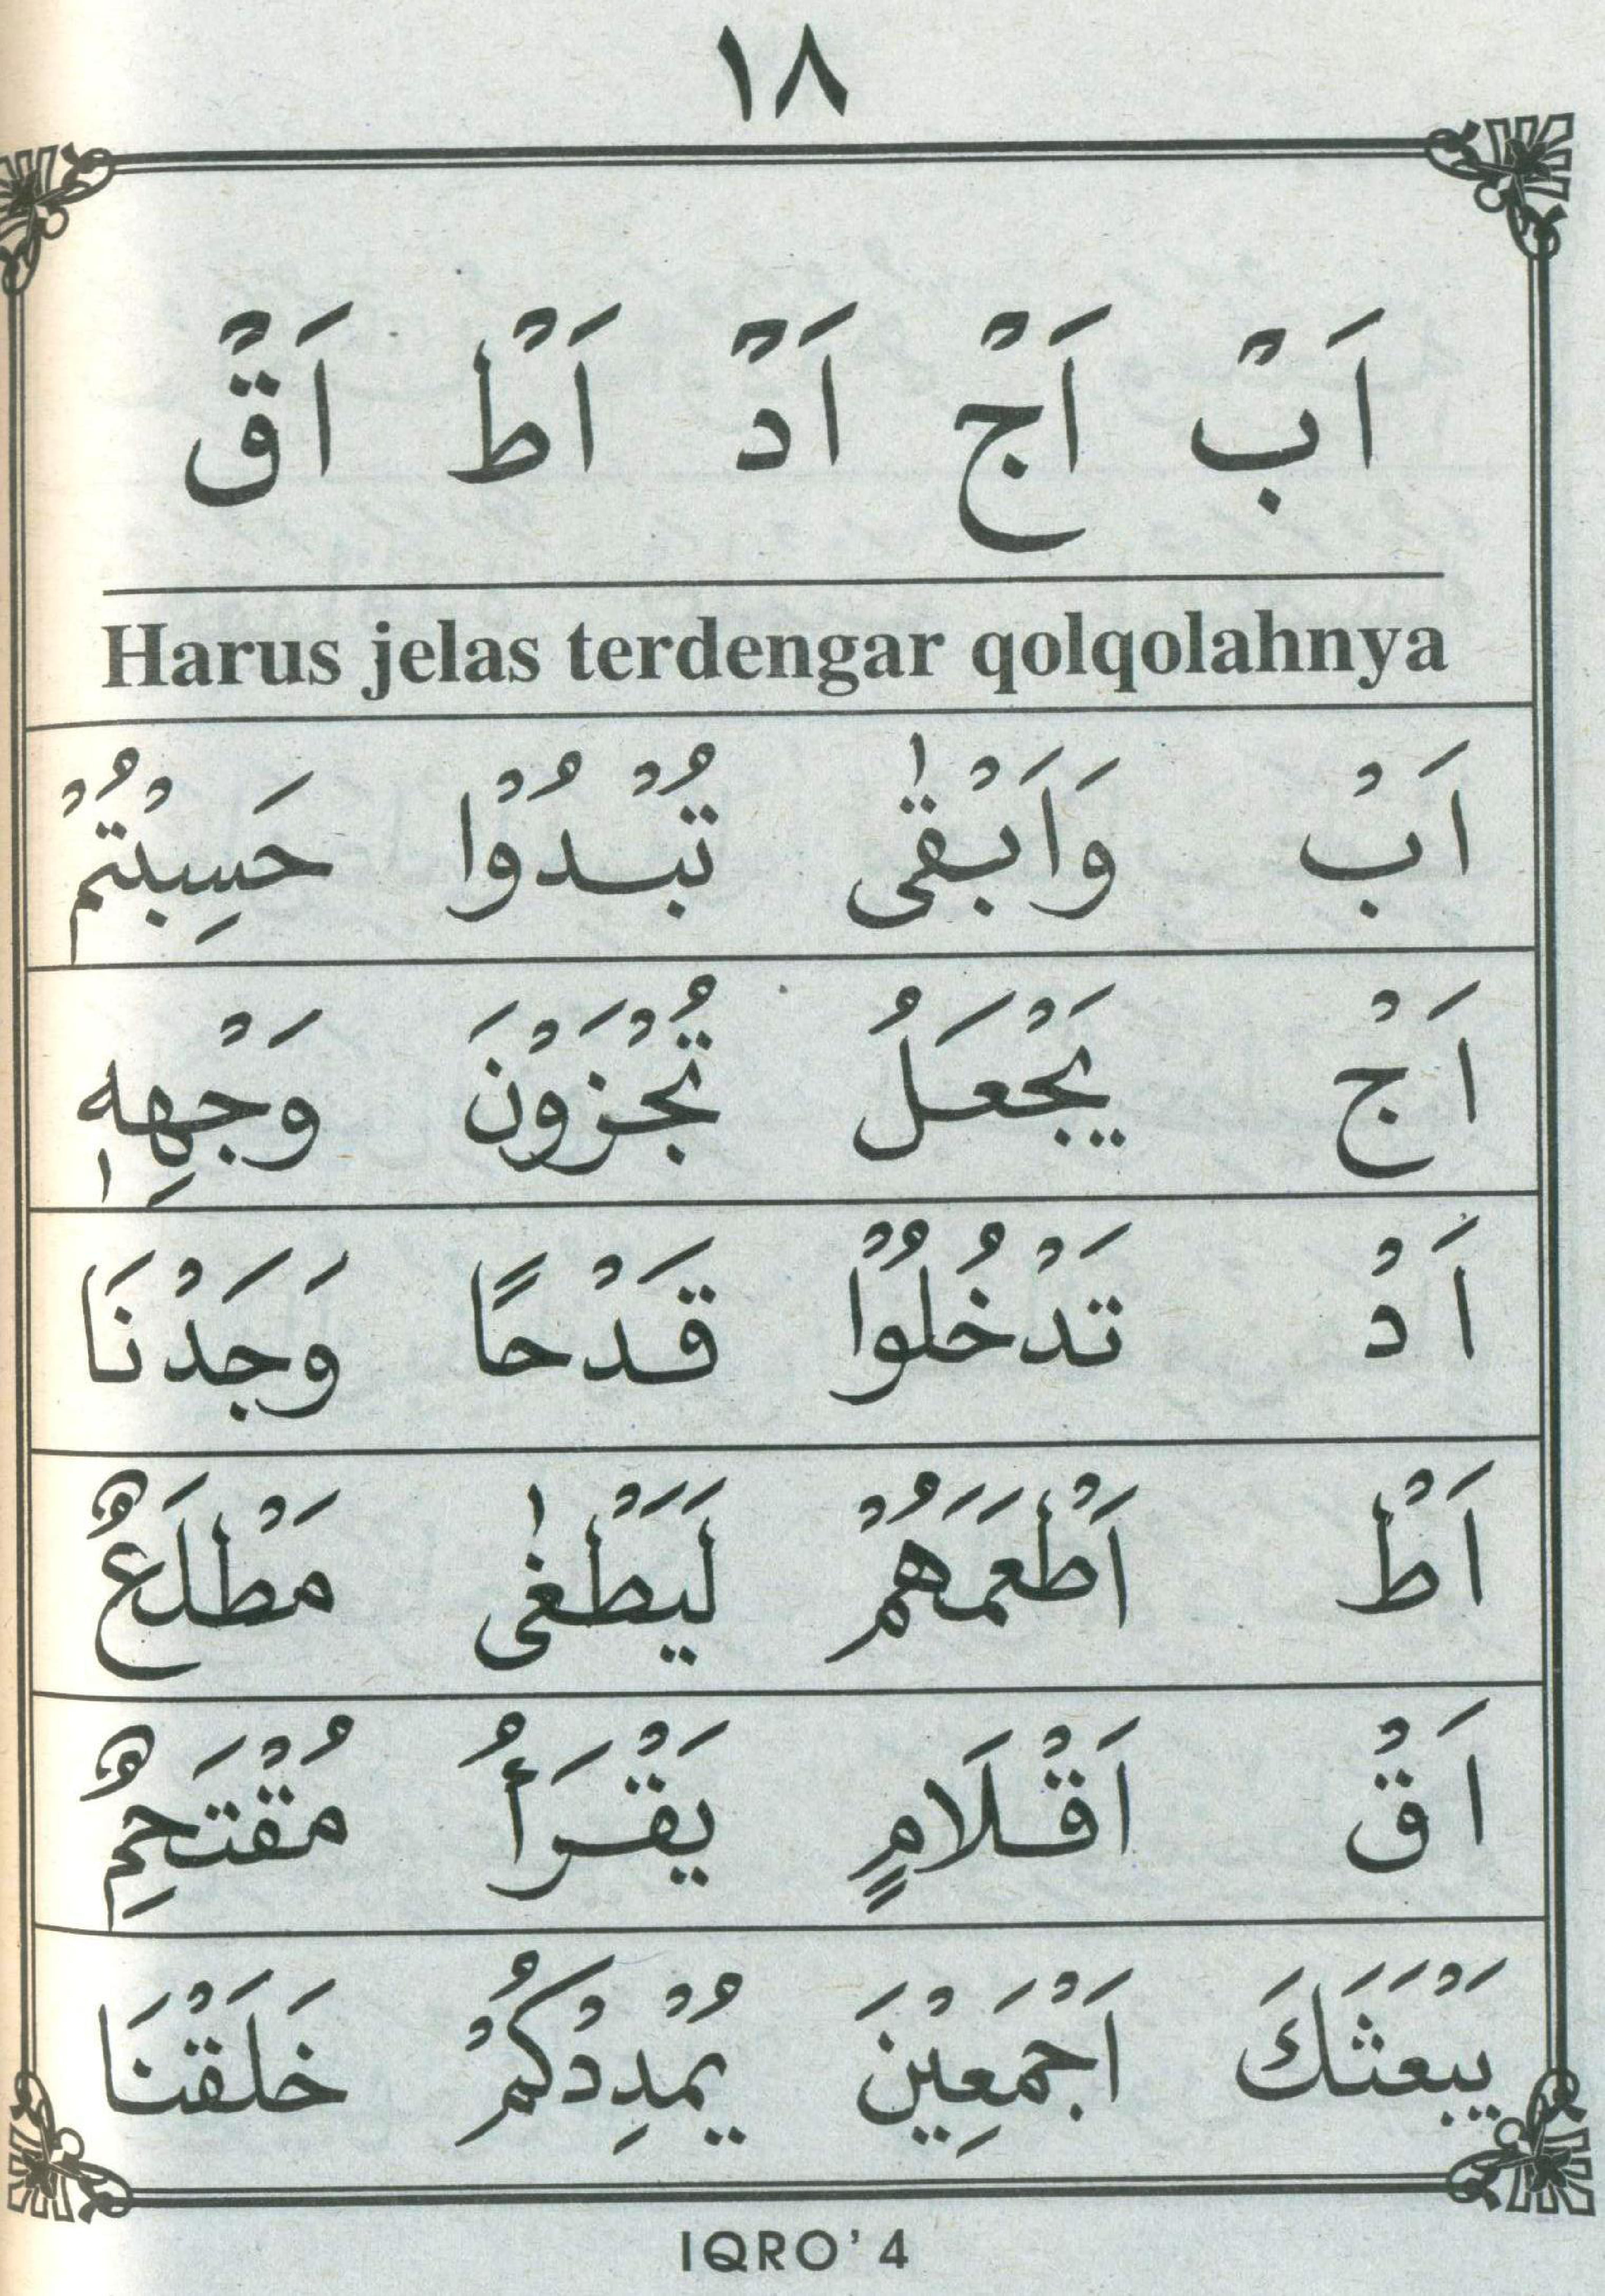 ١٨
اَبْ اَجْ اَدْ اَطْ اَقْ
Harus jelas terdengar qolqolahnya
اَبْ وَاَبْقٰى تُبْدُوْا حَسِبْتُمْ
اَجْ يَجْعَلُ تُجْزَوْنَ وَجْهِهٖ
اَدْ تَدْخُلُوْا قَدْحًا وَجَدْنَا
اَطْ اَطْعَمَهُمْ لَيَطْغٰى مَطْلَعٌ
اَقْ اَقْلَامٍ يَقْرَأُ مُقْتَحِمٌ
يَبْعَثَكَ اَجْمَعِيْنَ يُمْدِدْكُمْ خَلَقْنَا
IQRO' 4